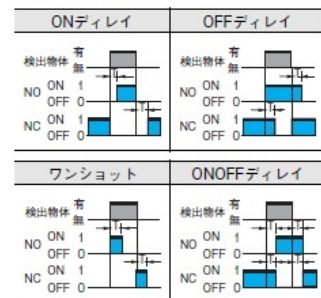 ONディレイ
OFFディレイ
検出物体 有
無
T
NO ON 1
OFF 0
T
NC ON 1
OFF 0
検出物体 有
無
T
NO ON 1
OFF 0
T
NC ON 1
OFF 0
ワンショット
ONOFFディレイ
検出物体 有
無
T
NO ON 1
OFF 0
T
NC ON 1
OFF 0
検出物体 有
無
T T
NO ON 1
OFF 0
T T
NC ON 1
OFF 0